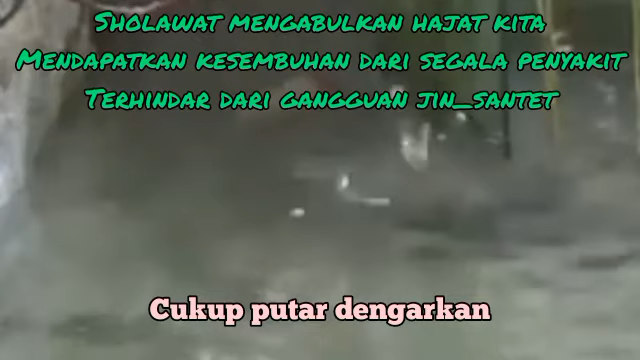 Sholawat mengabulkan hajat kita
Mendapatkan kesembuhan dari segala penyakit
Terhindar dari gangguan jin_santet
Cukup putar dengarkan